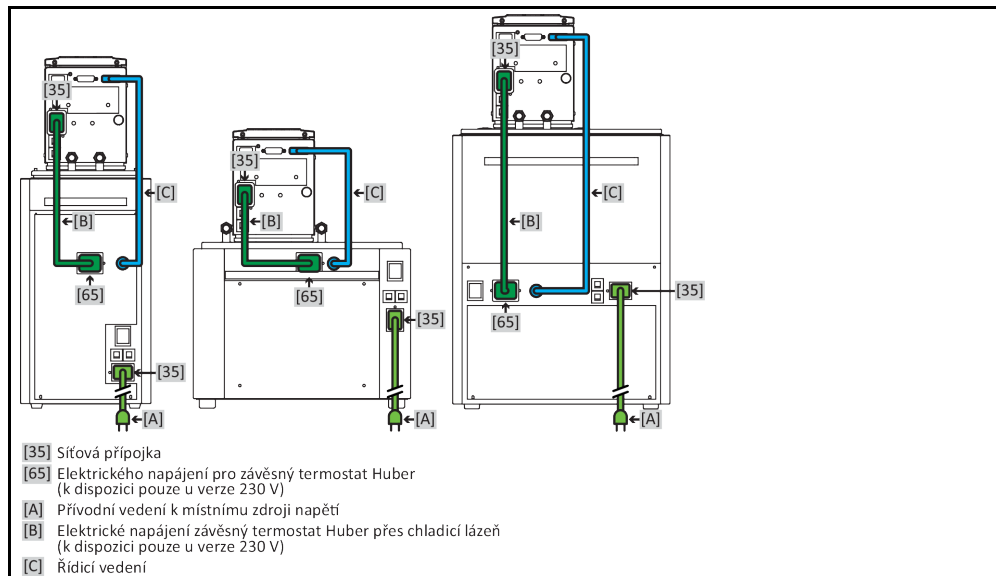 [35]
[35]
[35]
[C]
[C]
[C]
[B]
[B]
[B]
[65]
[65]
[65]
[35]
[35]
[35]
[A]
[A]
[A]
[35] Síťová přípojka
[65] Elektrického napájení pro závěsný termostat Huber
(k dispozici pouze u verze 230 V)
[A] Přívodní vedení k místnímu zdroji napětí
[B] Elektrické napájení závěsný termostat Huber přes chladicí lázeň
(k dispozici pouze u verze 230 V)
[C] Řídicí vedení